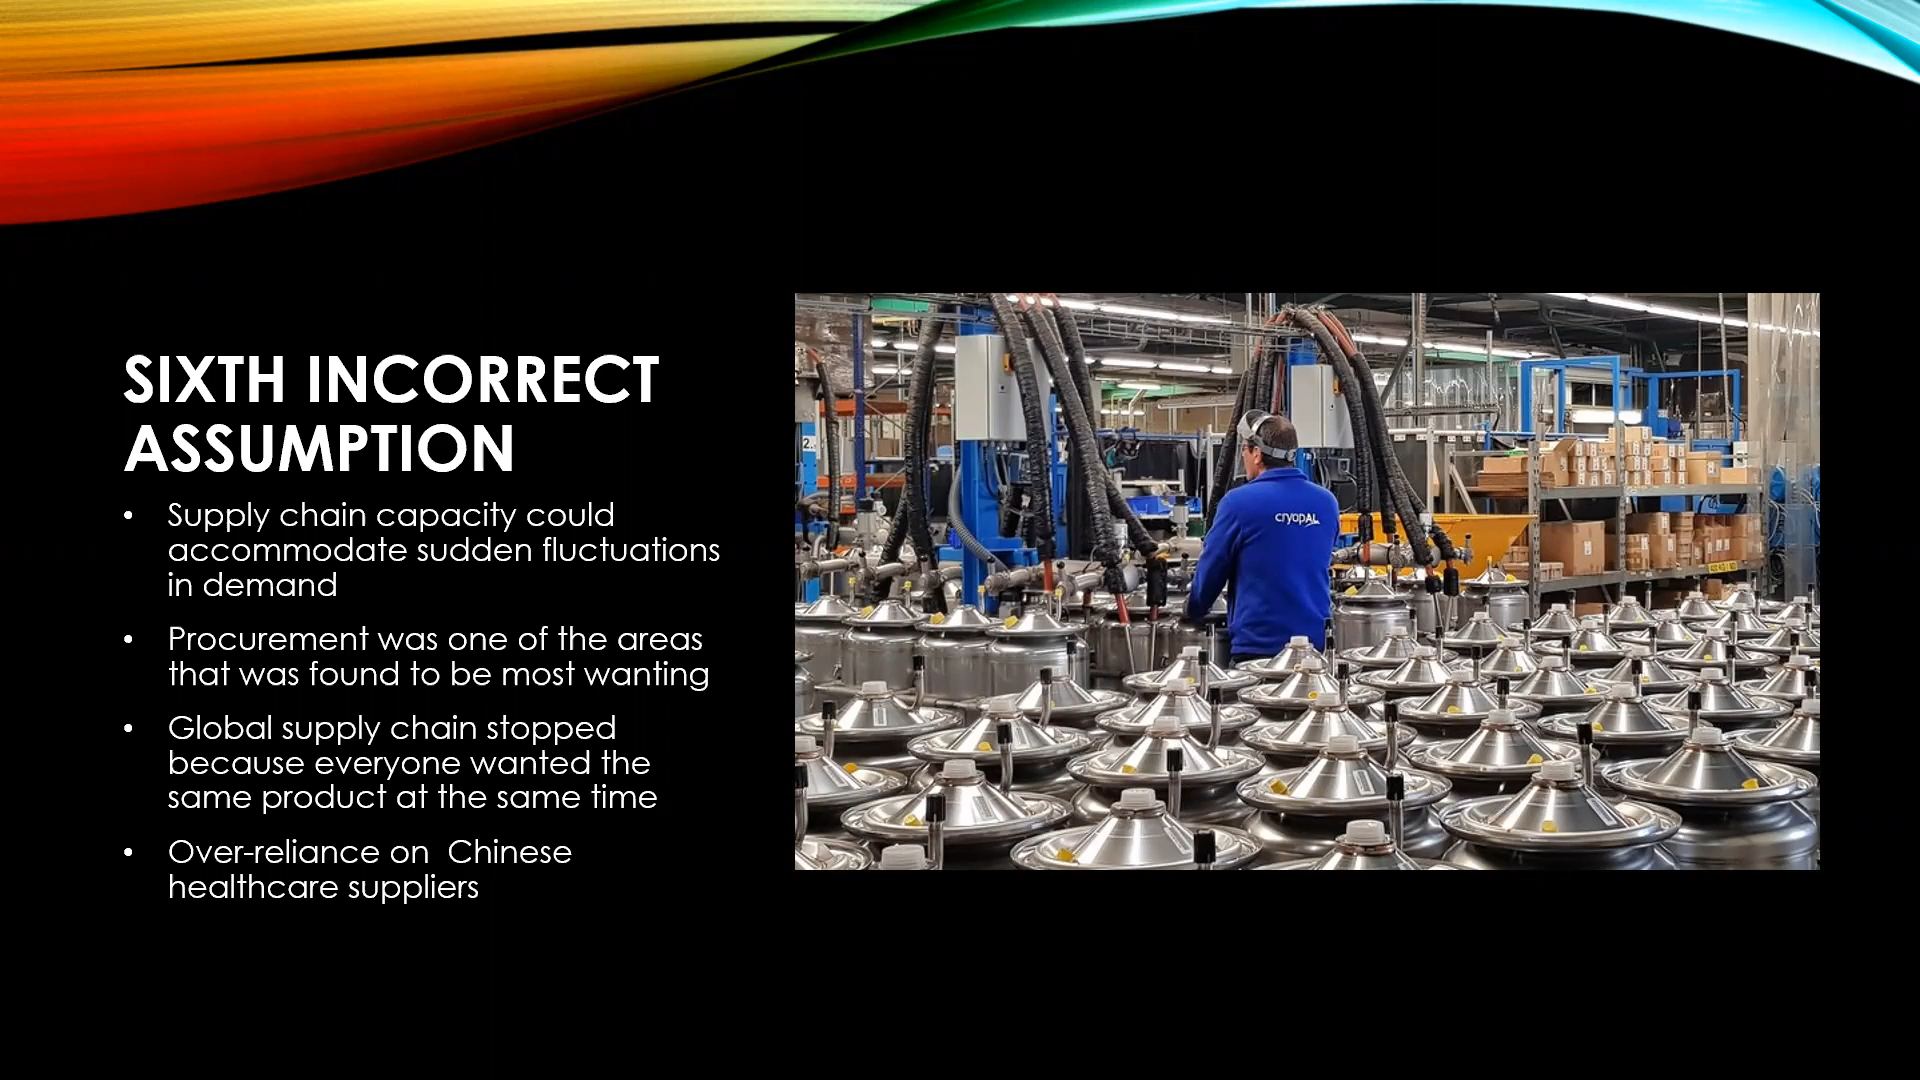 SIXTH INCORRECT
ASSUMPTION
• Supply chain capacity could
accommodate sudden fluctuations
in demand
• Procurement was one of the areas
that was found to be most wanting
• Global supply chain stopped
because everyone wanted the
same product at the same time
• Over-reliance on  Chinese
healthcare suppliers
cryopAL